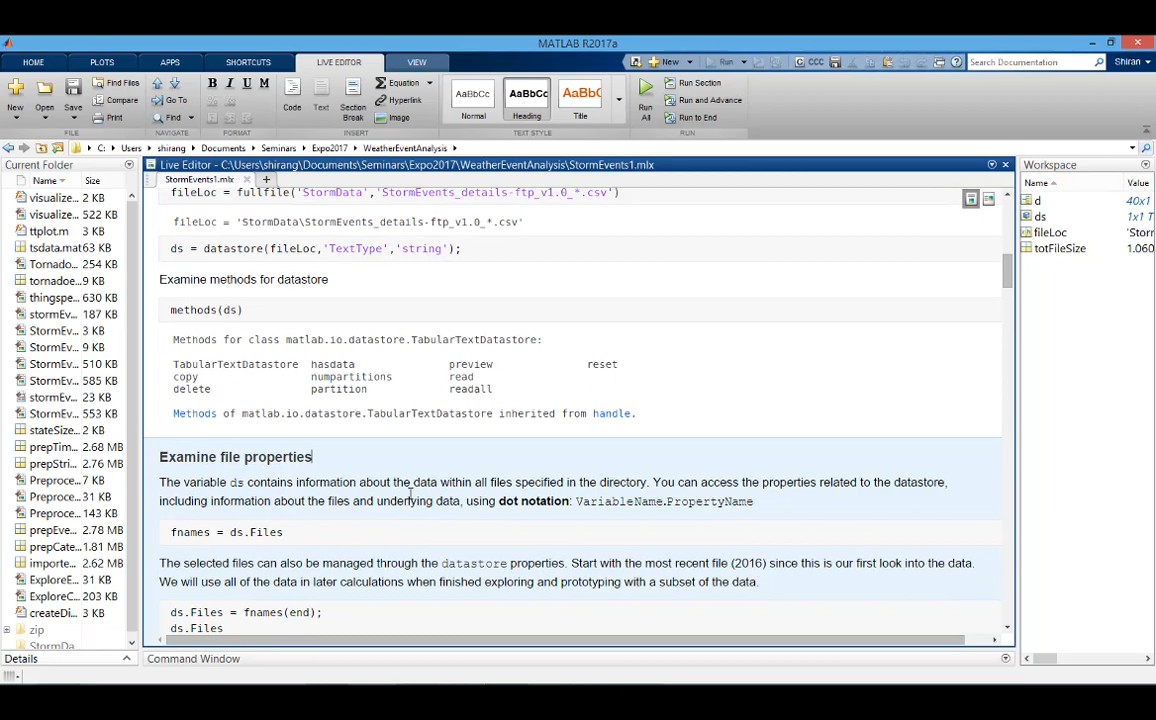 MATLAB R2017a
HOME PLOTS APPS SHORTCUTS LIVE EDITOR VIEW New Run CCC Search Documentation Shiran
New Open Save Find Files Compare Print Go To Find B I U M Code Text Section Break Equation Hyperlink Image AaBbCc Normal AaBbCc Heading AaBbC Title Run All Run Section Run and Advance Run to End
FILE NAVIGATE FORMAT INSERT TEXT STYLE RUN
C: Users shirang Documents Seminars Expo2017 WeatherEventAnalysis
Current Folder
Name Size
visualize... 2 KB
visualize... 522 KB
ttplot.m 3 KB
tsdata.mat 63 KB
Tornado... 254 KB
tornadoe... 9 KB
thingspe... 630 KB
stormEv... 187 KB
StormEv... 3 KB
StormEv... 510 KB
StormEv... 585 KB
stormEv... 23 KB
StormEv... 553 KB
stateSize... 2 KB
prepTim... 2.68 MB
prepStri... 2.76 MB
Preproce... 7 KB
Preproce... 31 KB
Preproce... 143 KB
prepEve... 2.78 MB
prepCate... 1.81 MB
importe... 2.62 MB
ExploreE... 31 KB
ExploreC... 203 KB
createDi... 3 KB
zip
StormDa
Details
Live Editor - C:\Users\shirang\Documents\Seminars\Expo2017\WeatherEventAnalysis\StormEvents1.mlx
StormEvents1.mlx
fileLoc = fullfile('StormData','StormEvents_details-ftp_v1.0_*.csv')
fileLoc = 'StormData\StormEvents_details-ftp_v1.0_*.csv'
ds = datastore(fileLoc,'TextType','string');
Examine methods for datastore
methods(ds)
Methods for class matlab.io.datastore.TabularTextDatastore:
TabularTextDatastore hasdata preview reset
copy numpartitions read
delete partition readall
Methods of matlab.io.datastore.TabularTextDatastore inherited from handle.
Examine file properties
The variable ds contains information about the data within all files specified in the directory. You can access the properties related to the datastore,
including information about the files and underlying data, using dot notation: VariableName.PropertyName
fnames = ds.Files
The selected files can also be managed through the datastore properties. Start with the most recent file (2016) since this is our first look into the data.
We will use all of the data in later calculations when finished exploring and prototyping with a subset of the data.
ds.Files = fnames(end);
ds.Files
Command Window
Workspace
Name Value
d 40x1
ds 1x1 T
fileLoc 'Stor
totFileSize 1.060